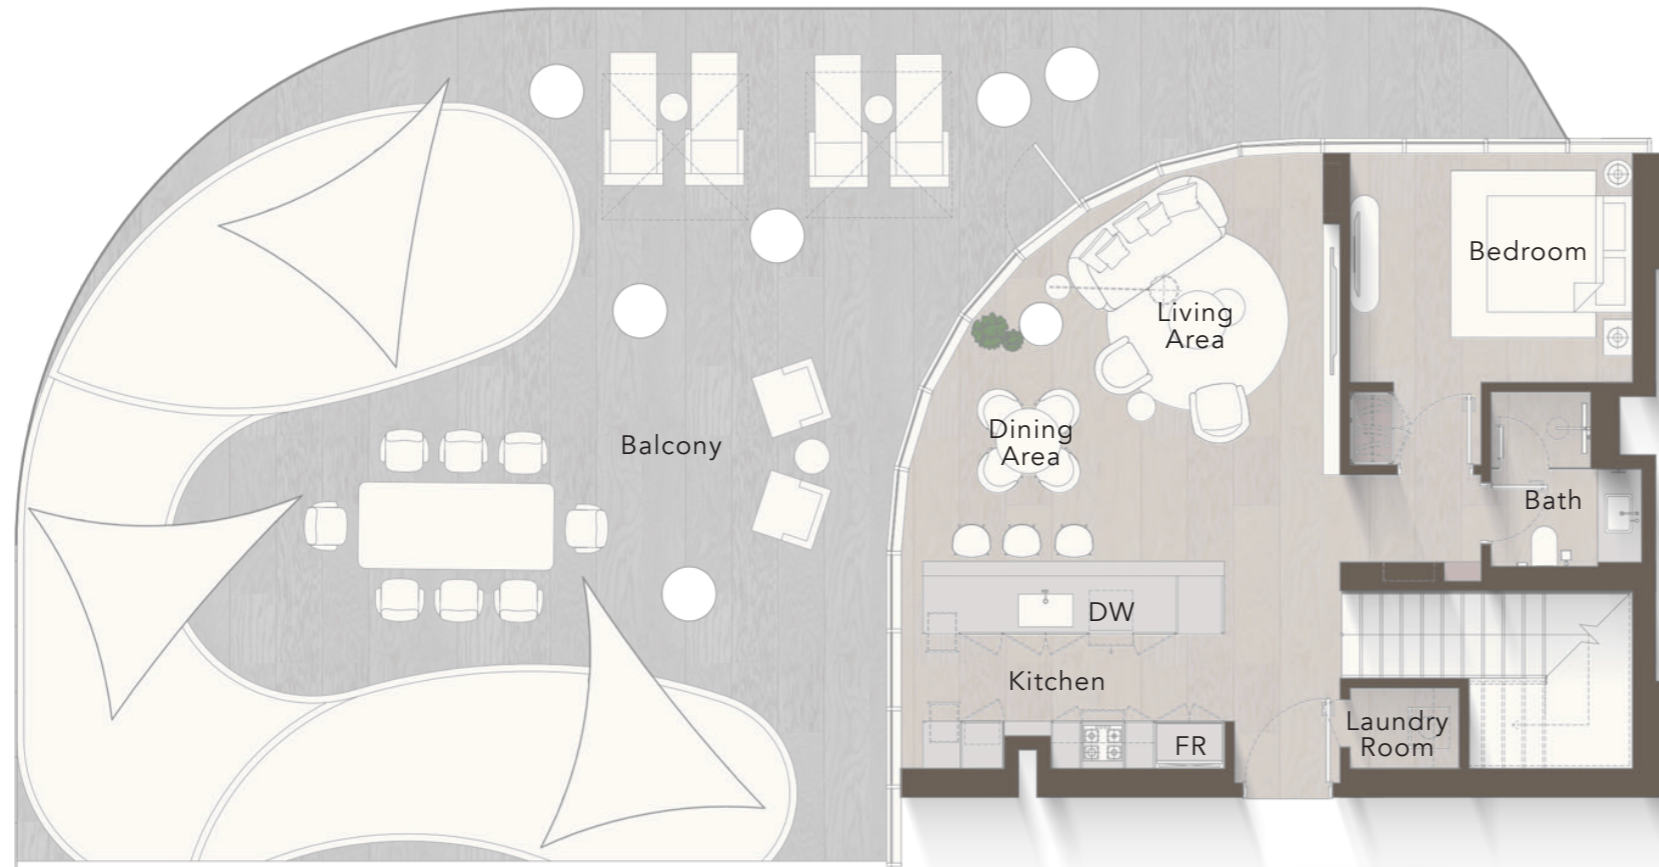 Bedroom
Living
Area
Dining
Area
Balcony
Bath
DW
Kitchen
Laundry
Room
FR